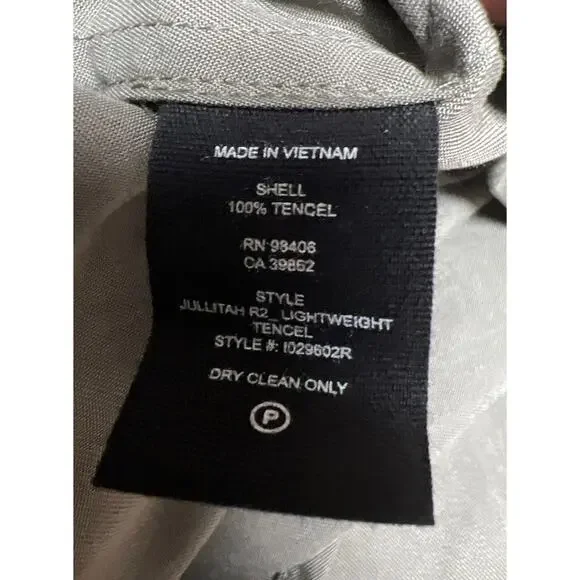 MADE IN VIETNAM
SHELL
100% TENCEL
RN 98406
CA 39862
STYLE
JULLITAH R2_ LIGHTWEIGHT
TENCEL
STYLE #: I029602R
DRY CLEAN ONLY
P